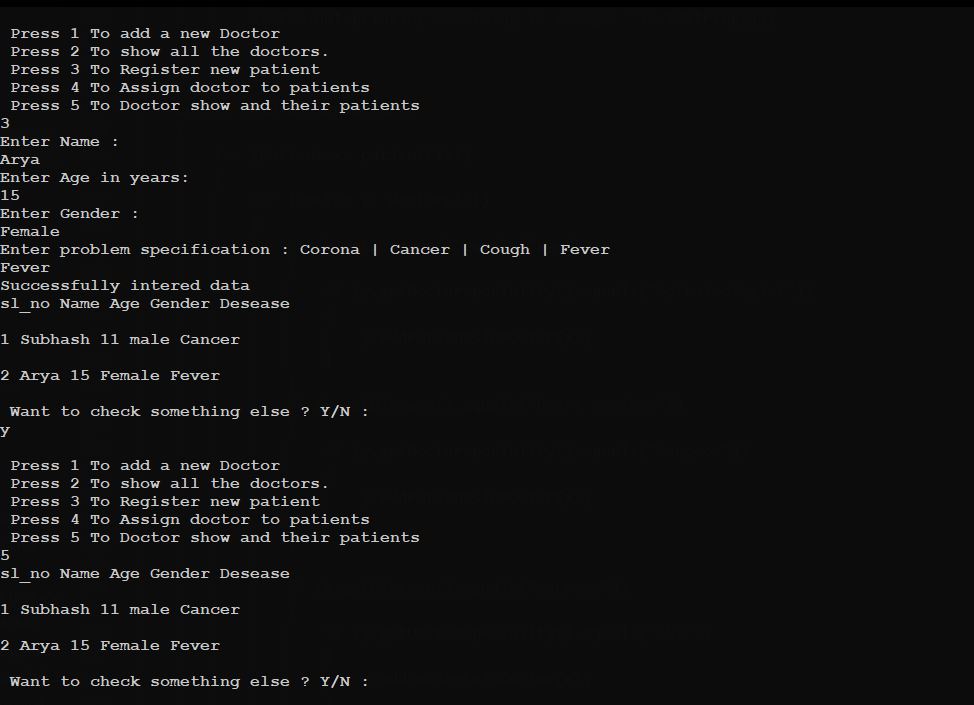 Press 1 To add a new Doctor
Press 2 To show all the doctors.
Press 3 To Register new patient
Press 4 To Assign doctor to patients
Press 5 To Doctor show and their patients
3
Enter Name :
Arya
Enter Age in years:
15
Enter Gender :
Female
Enter problem specification : Corona | Cancer | Cough | Fever
Fever
Successfully intered data
sl_no Name Age Gender Desease
1 Subhash 11 male Cancer
2 Arya 15 Female Fever
Want to check something else ? Y/N :
y
Press 1 To add a new Doctor
Press 2 To show all the doctors.
Press 3 To Register new patient
Press 4 To Assign doctor to patients
Press 5 To Doctor show and their patients
5
sl_no Name Age Gender Desease
1 Subhash 11 male Cancer
2 Arya 15 Female Fever
Want to check something else ? Y/N :